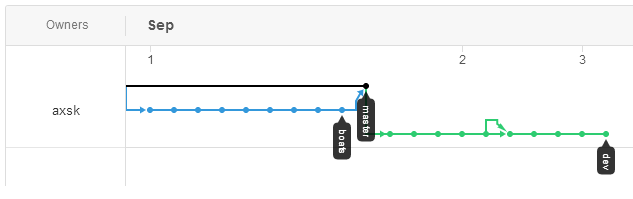 Owners
Sep
1
2
3
axsk
boats
master
dev